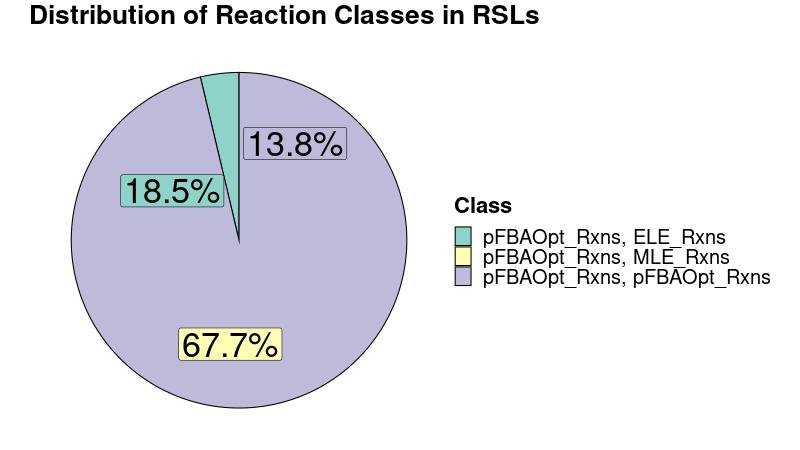 Distribution of Reaction Classes in RSLs
13.8%
18.5%
67.7%
Class
pFBAOpt_Rxns, ELE_Rxns
pFBAOpt_Rxns, MLE_Rxns
pFBAOpt_Rxns, pFBAOpt_Rxns